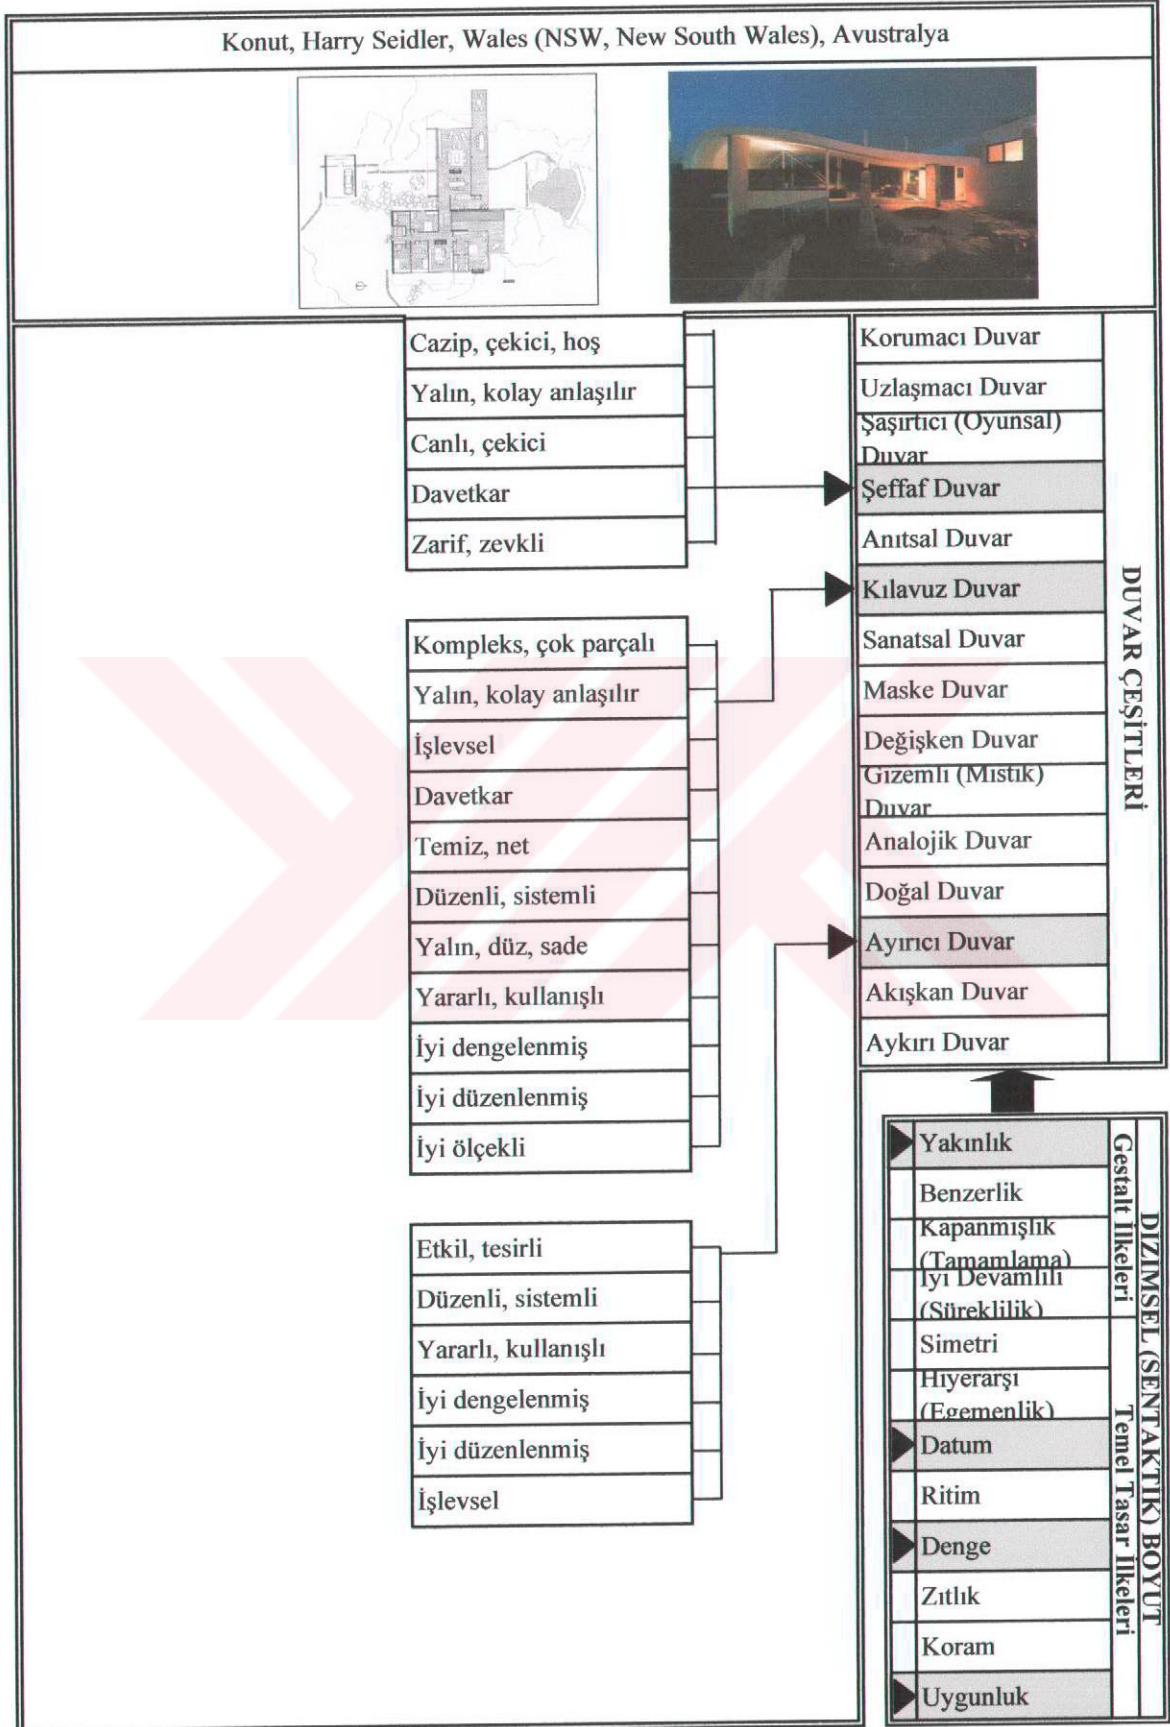 Konut, Harry Seidler, Wales (NSW, New South Wales), Avustralya
Cazip, çekici, hoş
Yalın, kolay anlaşılır
Canlı, çekici
Davetkar
Zarif, zevkli
Kompleks, çok parçalı
Yalın, kolay anlaşılır
İşlevsel
Davetkar
Temiz, net
Düzenli, sistemli
Yalın, düz, sade
Yararlı, kullanışlı
İyi dengelenmiş
İyi düzenlenmiş
İyi ölçekli
Etkil, tesirli
Düzenli, sistemli
Yararlı, kullanışlı
İyi dengelenmiş
İyi düzenlenmiş
İşlevsel
Korumacı Duvar
Uzlaşmacı Duvar
Şaşırtıcı (Oyunsal)
Duvar
Şeffaf Duvar
Anıtsal Duvar
Kılavuz Duvar
Sanatsal Duvar
Maske Duvar
Değişken Duvar
Gizemli (Mistik)
Duvar
Analojik Duvar
Doğal Duvar
Ayırıcı Duvar
Akışkan Duvar
Aykırı Duvar
DUVAR ÇEŞİTLERİ
Yakınlık
Benzerlik
Kapanmışlık
(Tamamlama)
İyi Devamlılı
(Süreklilik)
Simetri
Hiyerarşi
(Egemenlik)
Datum
Ritim
Denge
Zıtlık
Koram
Uygunluk
Gestalt İlkeleri
Temel Tasar İlkeleri
DİZİMSEL (SENTAKTIK) BOYUT